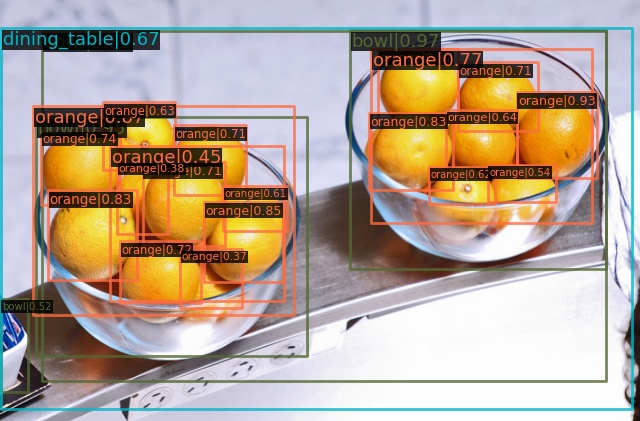 dining_table|0.67
bowl|0.97
orange|0.77
orange|0.71
orange|0.93
orange|0.63
orange|0.83
orange|0.64
orange|0.74
orange|0.71
orange|0.45
orange|0.38
|0.71
orange|0.62
orange|0.54
orange|0.83
orange|0.61
orange|0.85
orange|0.72
orange|0.37
bowl|0.52